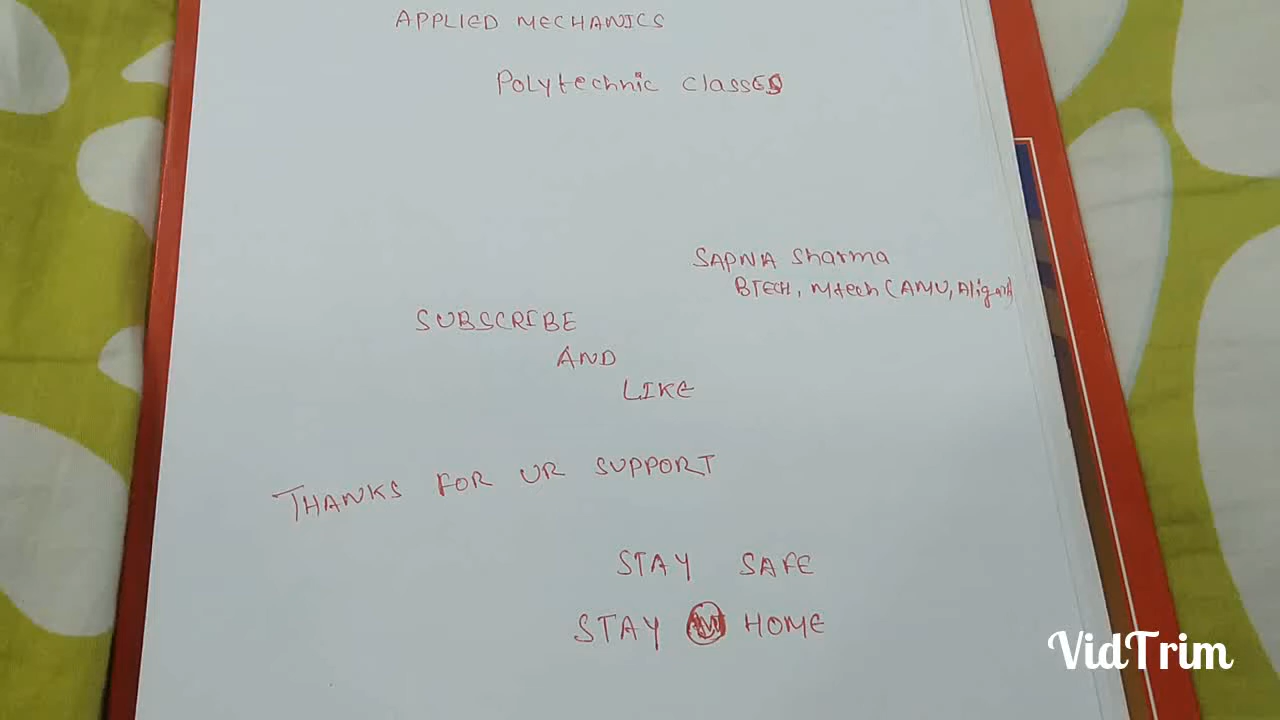 APPLIED MECHANICS
Polytechnic classes
SAPNA Sharma
BTECH, Mtech (AMU, Aligarh)
SUBSCRIBE
AND
LIKE
THANKS FOR UR SUPPORT
STAY SAFE
STAY HOME
VidTrim